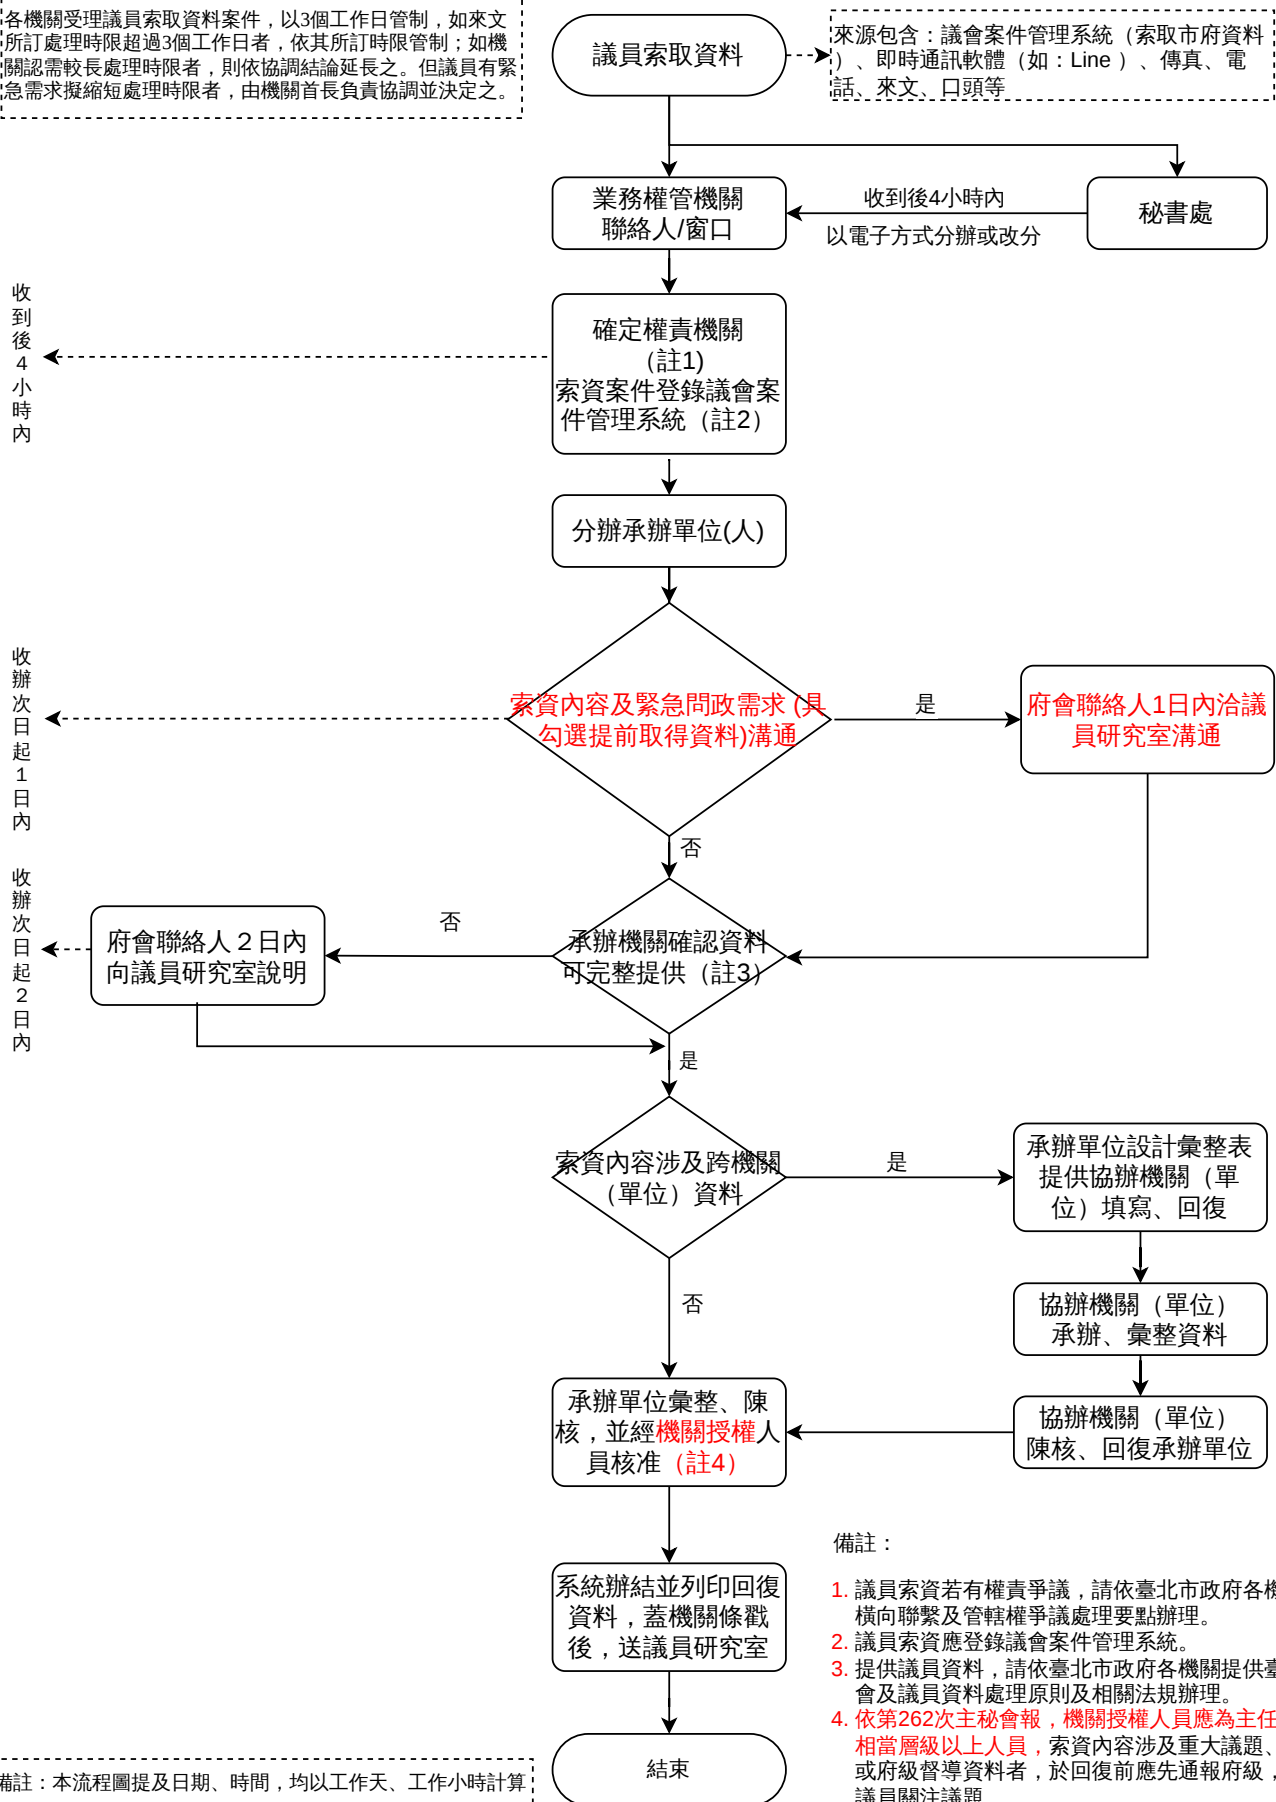 各機關受理議員索取資料案件，以3個工作日管制，如來文
所訂處理時限超過3個工作日者，依其所訂時限管制；如機
關認需較長處理時限者，則依協調結論延長之。但議員有緊
急需求擬縮短處理時限者，由機關首長負責協調並決定之。
議員索取資料
來源包含：議會案件管理系統（索取市府資料
）、即時通訊軟體（如：Line ）、傳真、電
話、來文、口頭等
業務權管機關
聯絡人/窗口
收到後4小時內
以電子方式分辦或改分
秘書處
收到後４小時內
確定權責機關
（註1)
索資案件登錄議會案
件管理系統（註2）
分辦承辦單位(人)
收辦次日起１日內
索資內容及緊急問政需求 (具
勾選提前取得資料)溝通
是
府會聯絡人1日內洽議
員研究室溝通
否
收辦次日起２日內
府會聯絡人２日內
向議員研究室說明
否
承辦機關確認資料
可完整提供（註3）
是
索資內容涉及跨機關
（單位）資料
是
承辦單位設計彙整表
提供協辦機關（單
位）填寫、回復
否
協辦機關（單位）
承辦、彙整資料
承辦單位彙整、陳
核，並經機關授權人
員核准（註4）
協辦機關（單位）
陳核、回復承辦單位
系統辦結並列印回復
資料，蓋機關條戳
後，送議員研究室
結束
備註：
1. 議員索資若有權責爭議，請依臺北市政府各機
橫向聯繫及管轄權爭議處理要點辦理。
2. 議員索資應登錄議會案件管理系統。
3. 提供議員資料，請依臺北市政府各機關提供臺
會及議員資料處理原則及相關法規辦理。
4. 依第262次主秘會報，機關授權人員應為主任
相當層級以上人員，索資內容涉及重大議題、
或府級督導資料者，於回復前應先通報府級，
議員關注議題
備註：本流程圖提及日期、時間，均以工作天、工作小時計算